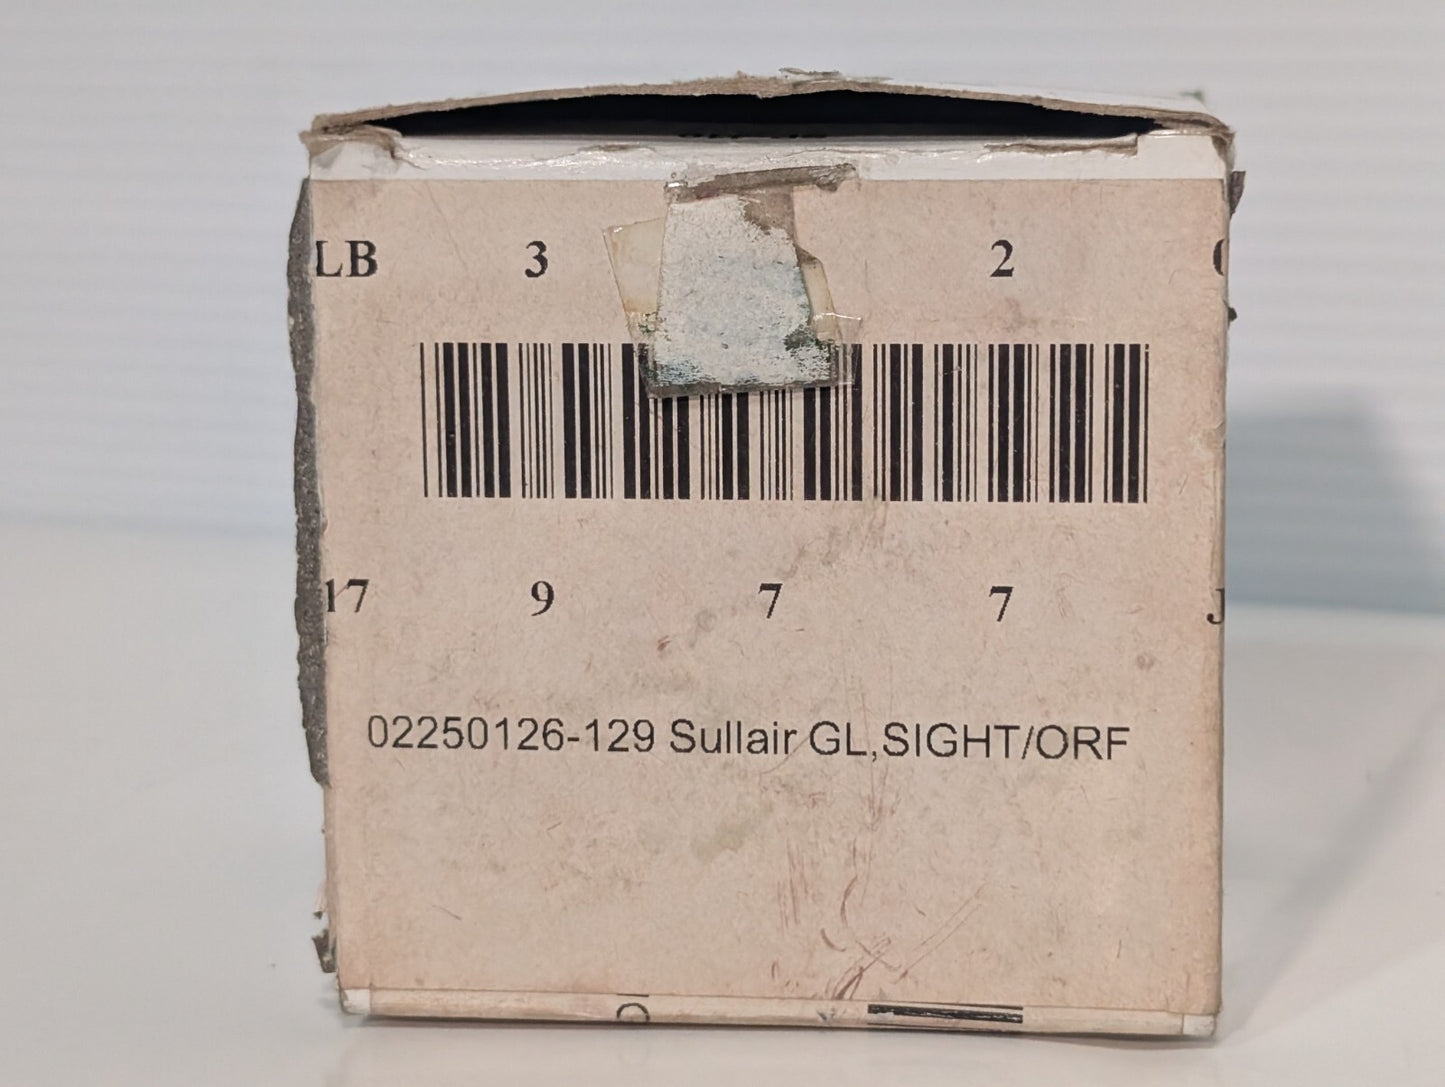 LB 3 2
17 9 7 7 J
02250126-129 Sullair GL,SIGHT/ORF